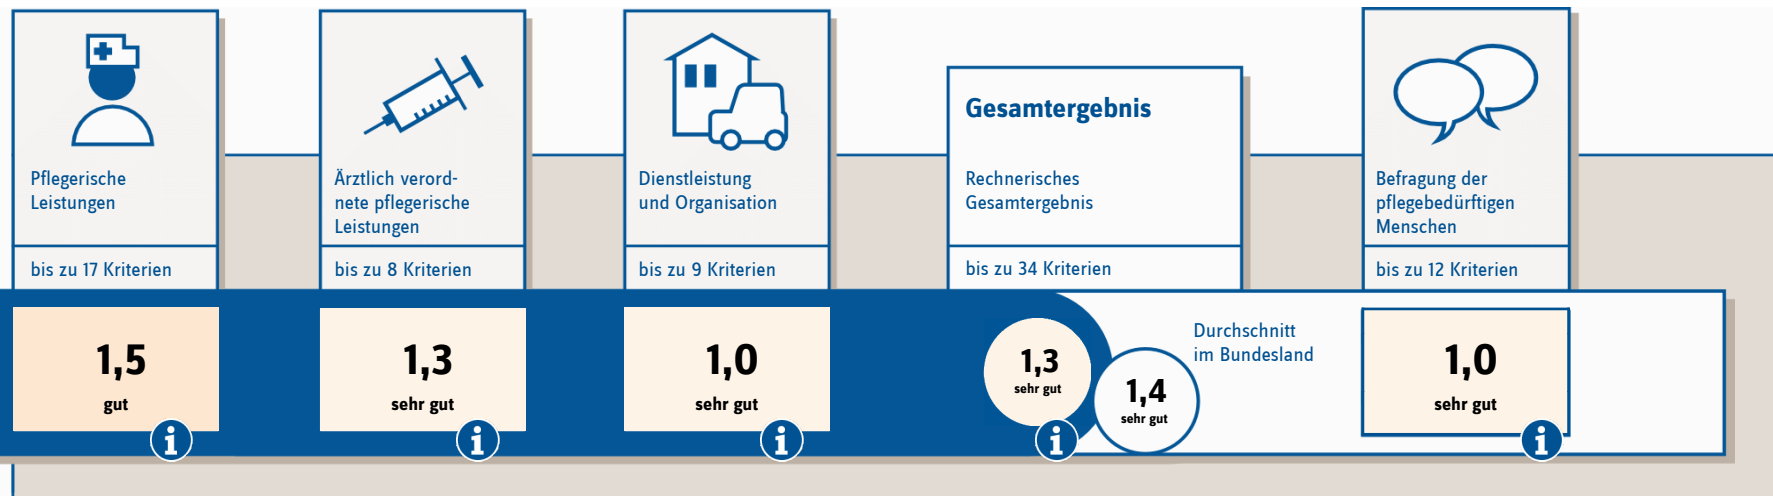 Pflegerische
Leistungen
bis zu 17 Kriterien
1,5
gut
i
Ärztlich verord-
nete pflegerische
Leistungen
bis zu 8 Kriterien
1,3
sehr gut
i
Dienstleistung
und Organisation
bis zu 9 Kriterien
1,0
sehr gut
i
Gesamtergebnis
Rechnerisches
Gesamtergebnis
bis zu 34 Kriterien
1,3
sehr gut
i
1,4
sehr gut
Durchschnitt
im Bundesland
Befragung der
pflegebedürftigen
Menschen
bis zu 12 Kriterien
1,0
sehr gut
i